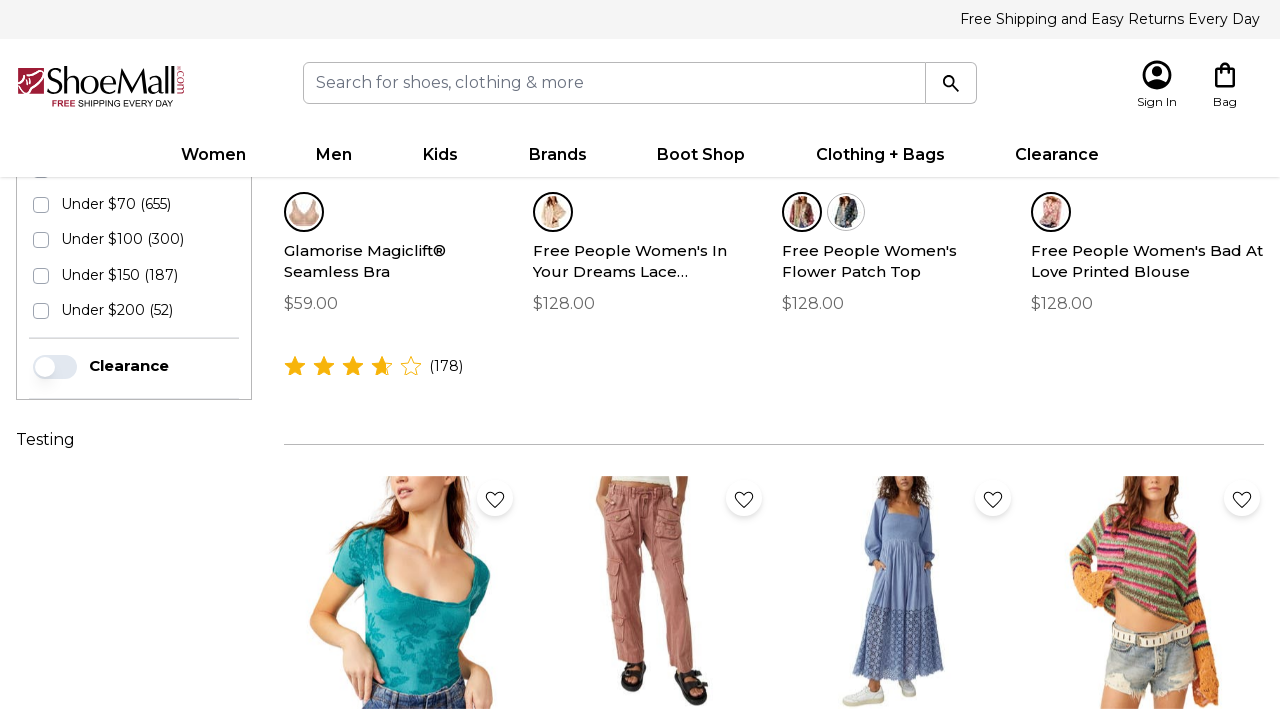 Free Shipping and Easy Returns Every Day
ShoeMall.com®
FREE SHIPPING EVERY DAY
Search for shoes, clothing & more
Sign In
Bag
Women
Men
Kids
Brands
Boot Shop
Clothing + Bags
Clearance
Under $70 (655)
Under $100 (300)
Under $150 (187)
Under $200 (52)
Clearance
Testing
Glamorise Magiclift®
Seamless Bra
$59.00
(178)
Free People Women's In
Your Dreams Lace...
$128.00
Free People Women's
Flower Patch Top
$128.00
Free People Women's Bad At
Love Printed Blouse
$128.00